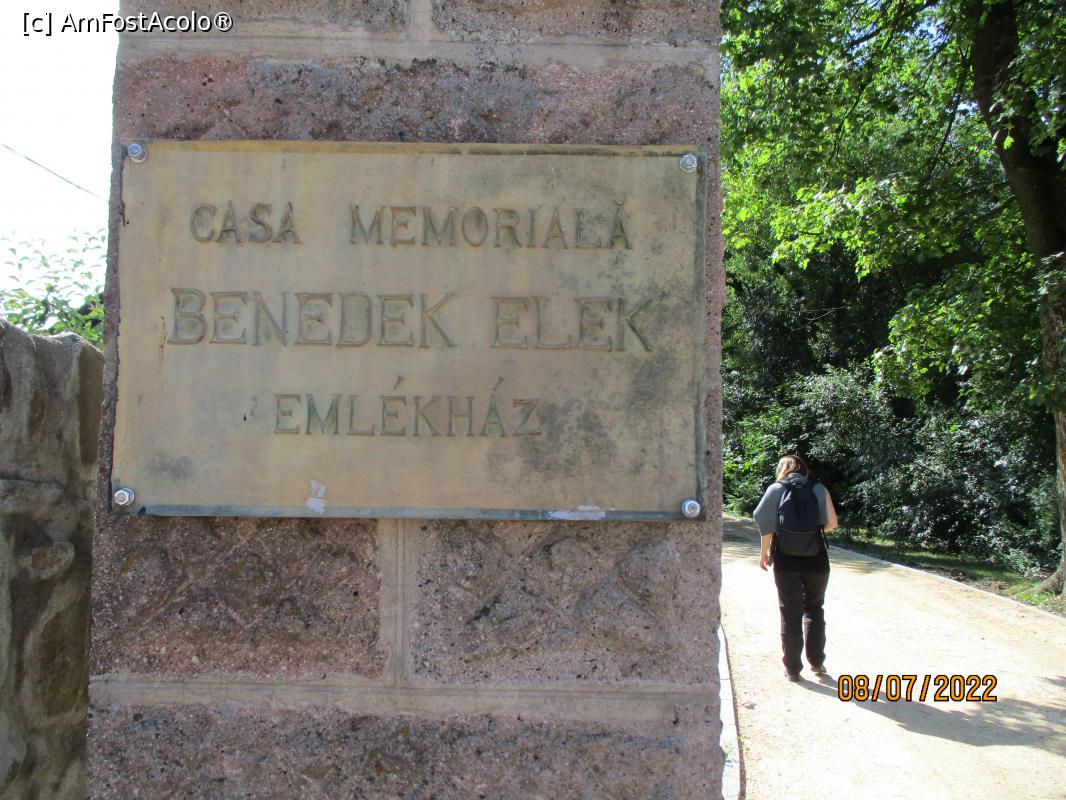 [c] AmFostAcolo®
CASA MEMORIALĂ
BENEDEK ELEK
EMLÉKHÁZ
08/07/2022